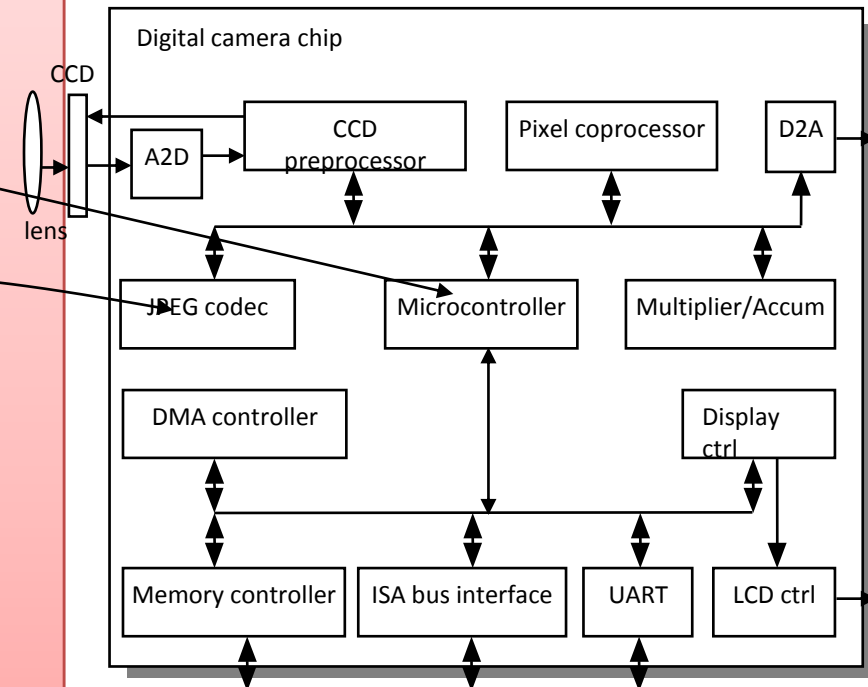 Digital camera chip
CCD
CCD
preprocessor
Pixel coprocessor
D2A
A2D
lens
JPEG codec
Microcontroller
Multiplier/Accum
DMA controller
Display
ctrl
Memory controller
ISA bus interface
UART
LCD ctrl